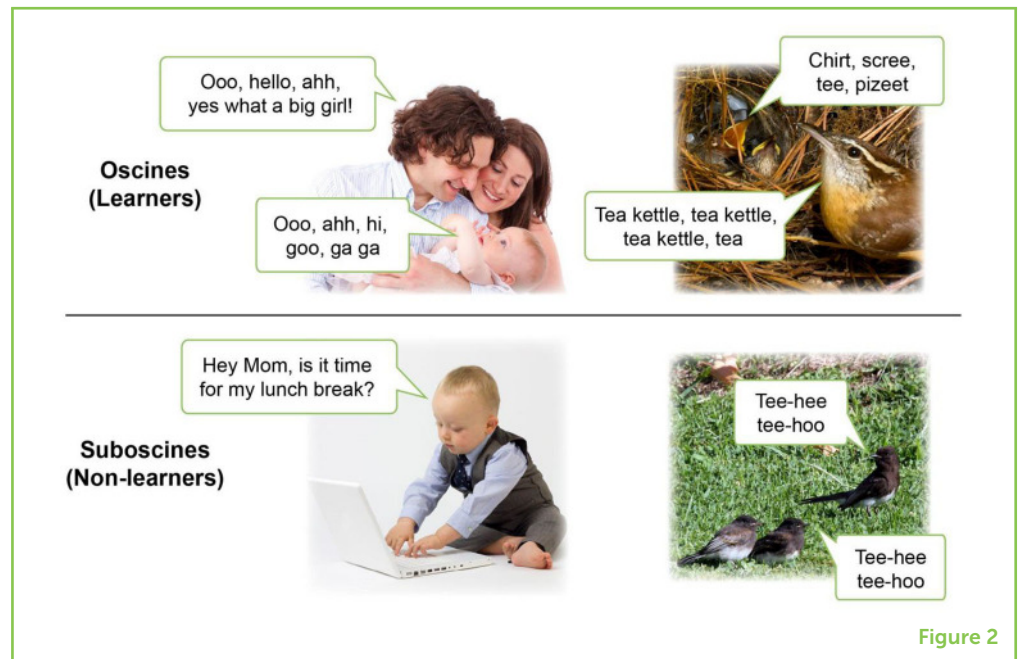 Ooo, hello, ahh,
yes what a big girl!
Chirt, scree,
tee, pizeet
Oscines
(Learners)
Ooo, ahh, hi,
goo, ga ga
Tea kettle, tea kettle,
tea kettle, tea
Hey Mom, is it time
for my lunch break?
Suboscines
(Non-learners)
Tee-hee
tee-hoo
Tee-hee
tee-hoo
Figure 2